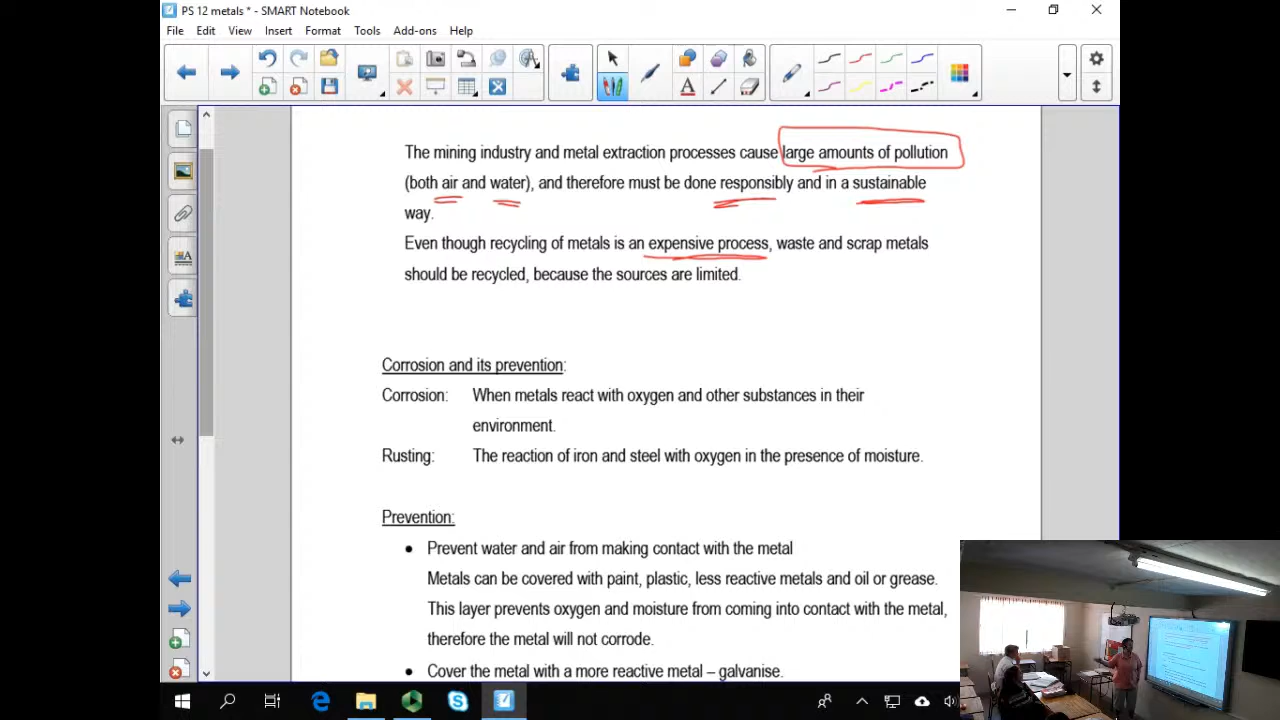 PS 12 metals * - SMART Notebook
File Edit View Insert Format Tools Add-ons Help
The mining industry and metal extraction processes cause large amounts of pollution
(both air and water), and therefore must be done responsibly and in a sustainable
way.
Even though recycling of metals is an expensive process, waste and scrap metals
should be recycled, because the sources are limited.
Corrosion and its prevention:
Corrosion: When metals react with oxygen and other substances in their
environment.
Rusting: The reaction of iron and steel with oxygen in the presence of moisture.
Prevention:
• Prevent water and air from making contact with the metal
Metals can be covered with paint, plastic, less reactive metals and oil or grease.
This layer prevents oxygen and moisture from coming into contact with the metal,
therefore the metal will not corrode.
• Cover the metal with a more reactive metal – galvanise.